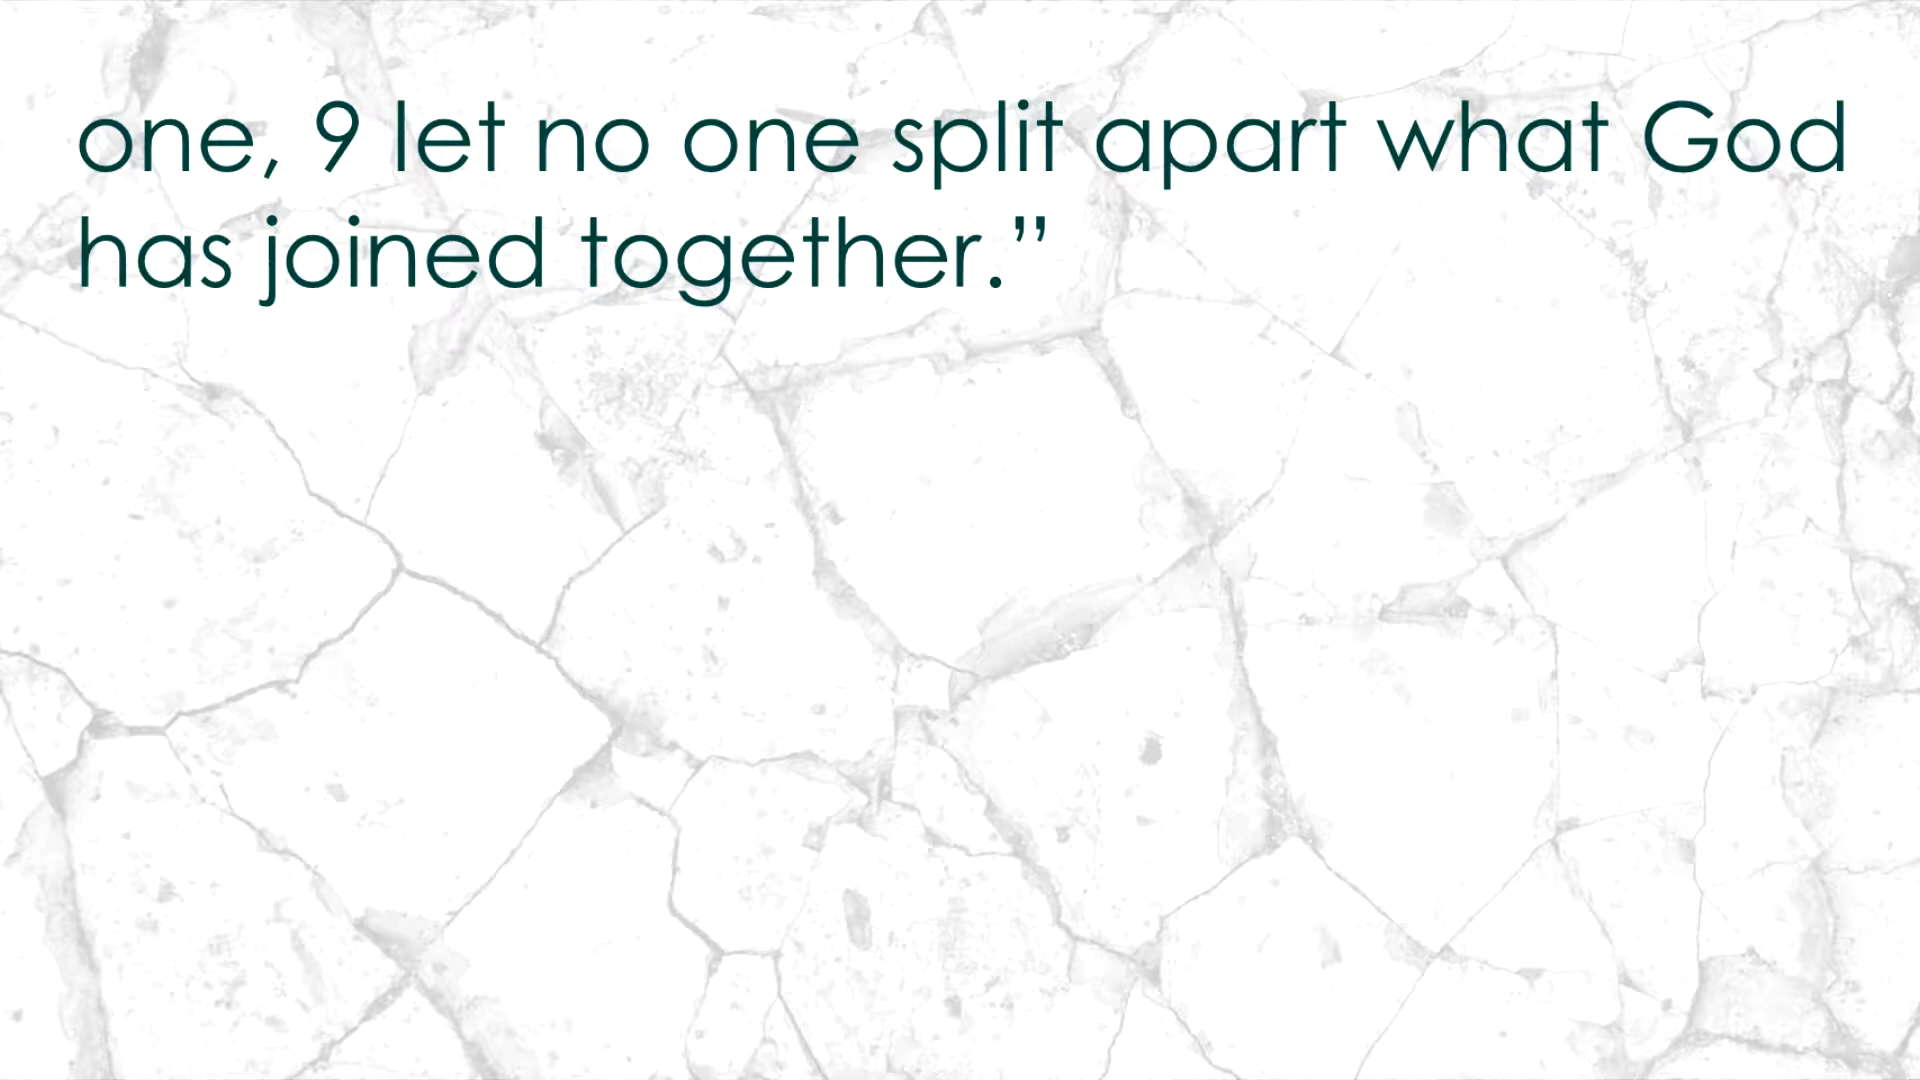 one, 9 let no one split apart what God
has joined together.”